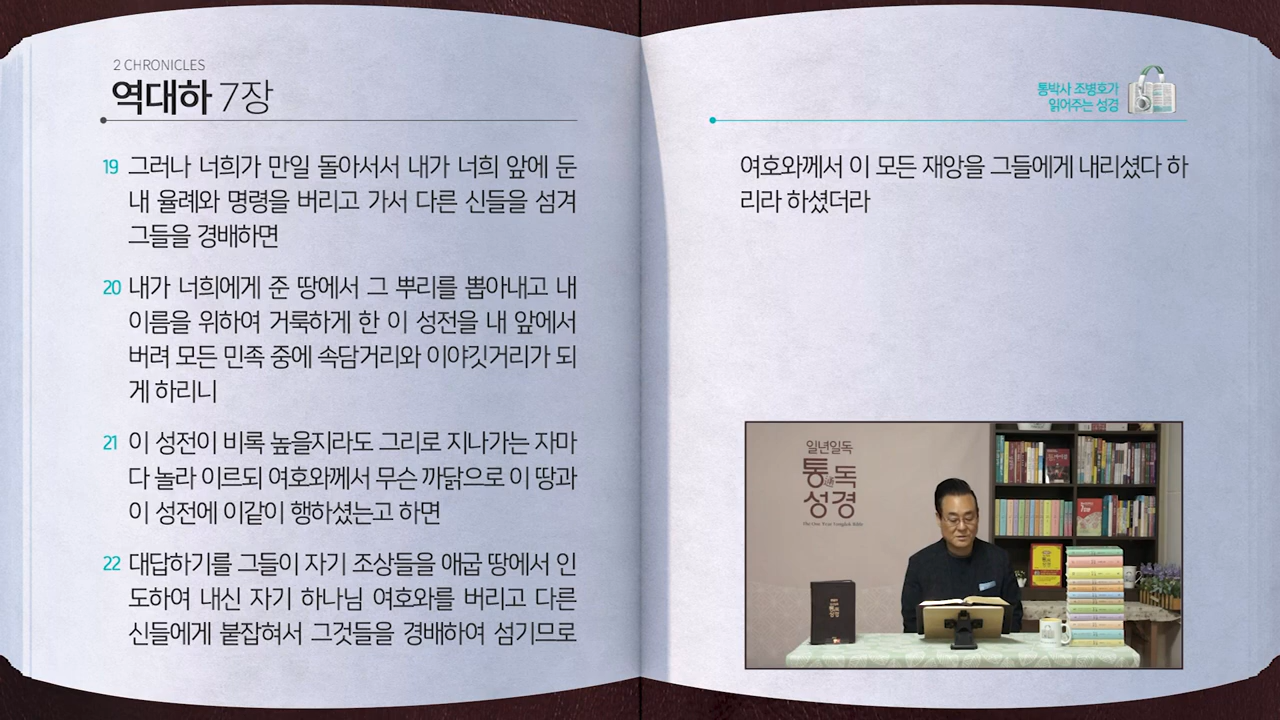 2 CHRONICLES
역대하 7장
19 그러나 너희가 만일 돌아서서 내가 너희 앞에 둔
내 율례와 명령을 버리고 가서 다른 신들을 섬겨
그들을 경배하면
20 내가 너희에게 준 땅에서 그 뿌리를 뽑아내고 내
이름을 위하여 거룩하게 한 이 성전을 내 앞에서
버려 모든 민족 중에 속담거리와 이야깃거리가 되
게 하리니
21 이 성전이 비록 높을지라도 그리로 지나가는 자마
다 놀라 이르되 여호와께서 무슨 까닭으로 이 땅과
이 성전에 이같이 행하셨는고 하면
22 대답하기를 그들이 자기 조상들을 애굽 땅에서 인
도하여 내신 자기 하나님 여호와를 버리고 다른
신들에게 붙잡혀서 그것들을 경배하여 섬기므로
통박사 조병호가
읽어주는 성경
여호와께서 이 모든 재앙을 그들에게 내리셨다 하
리라 하셨더라
일년일독
통독
성경
The One Year Tongdok Bible
통독
성경